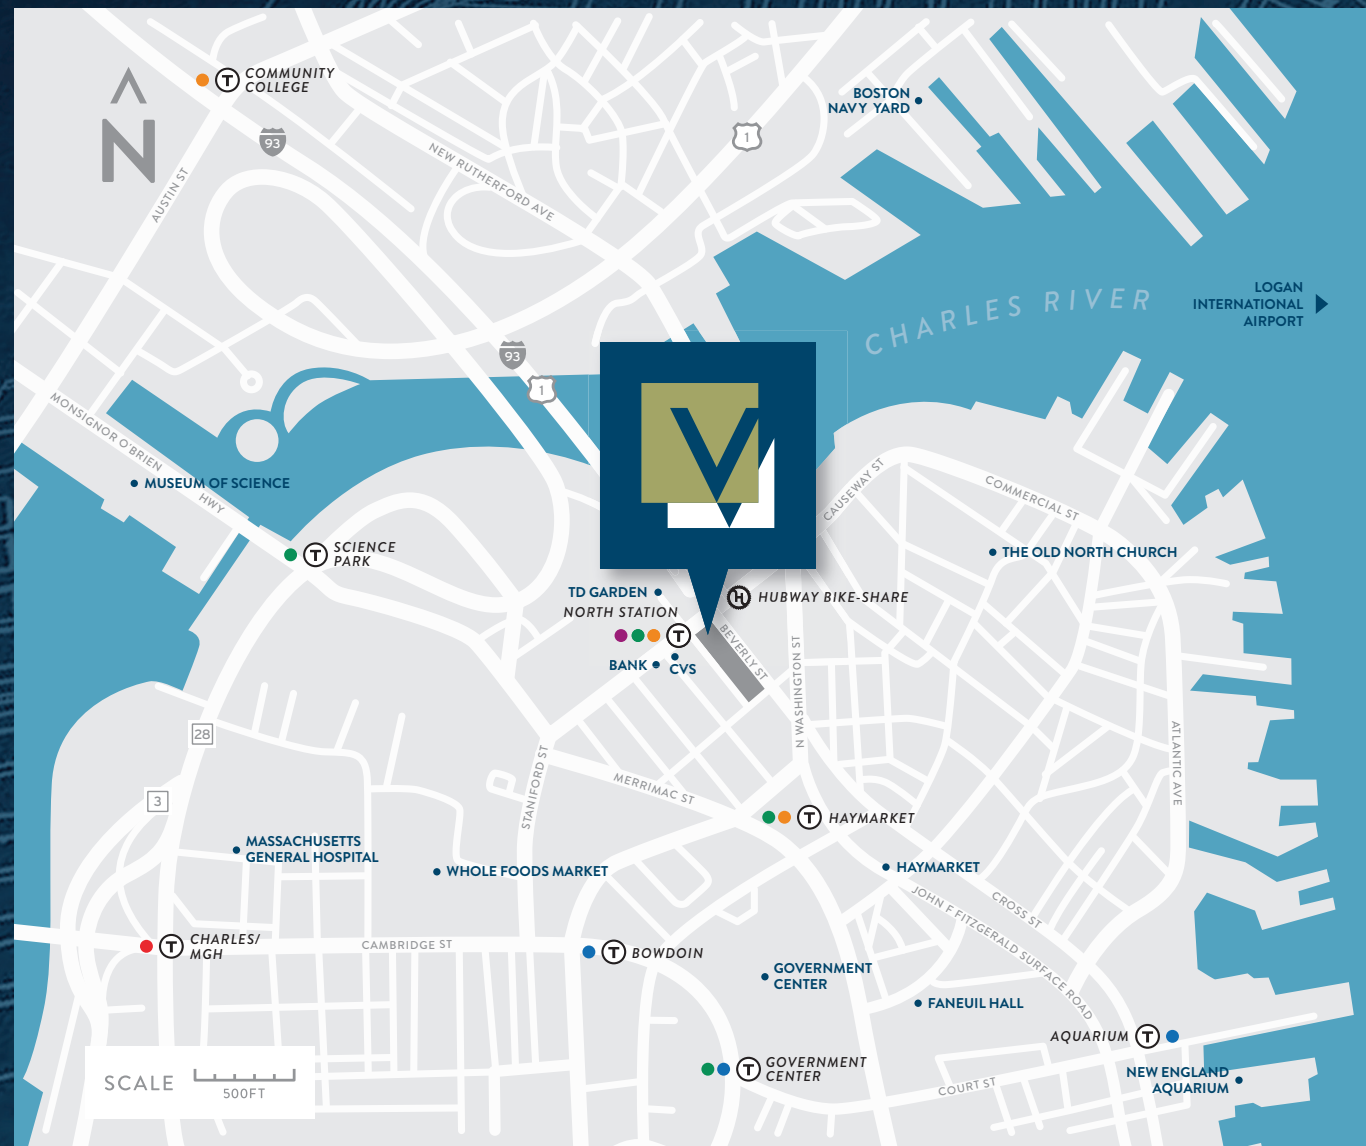 COMMUNITY
COLLEGE
N
93
1
BOSTON
NAVY YARD
NEW RUTHERFORD AVE
AUSTIN ST
LOGAN
INTERNATIONAL
AIRPORT
CHARLES RIVER
93
1
MONSIGNOR O'BRIEN
HWY
MUSEUM OF SCIENCE
V
CAUSEWAY ST
COMMERCIAL ST
T SCIENCE
PARK
THE OLD NORTH CHURCH
TD GARDEN
NORTH STATION
T
H HUBWAY BIKE-SHARE
BANK
CVS
BEVERLY ST
N WASHINGTON ST
28
3
STANIFORD ST
MERRIMAC ST
ATLANTIC AVE
T HAYMARKET
MASSACHUSETTS
GENERAL HOSPITAL
WHOLE FOODS MARKET
HAYMARKET
CROSS ST
JOHN F FITZGERALD SURFACE ROAD
T CHARLES/
MGH
CAMBRIDGE ST
T BOWDOIN
GOVERNMENT
CENTER
FANEUIL HALL
AQUARIUM T
T GOVERNMENT
CENTER
COURT ST
NEW ENGLAND
AQUARIUM
SCALE
500FT